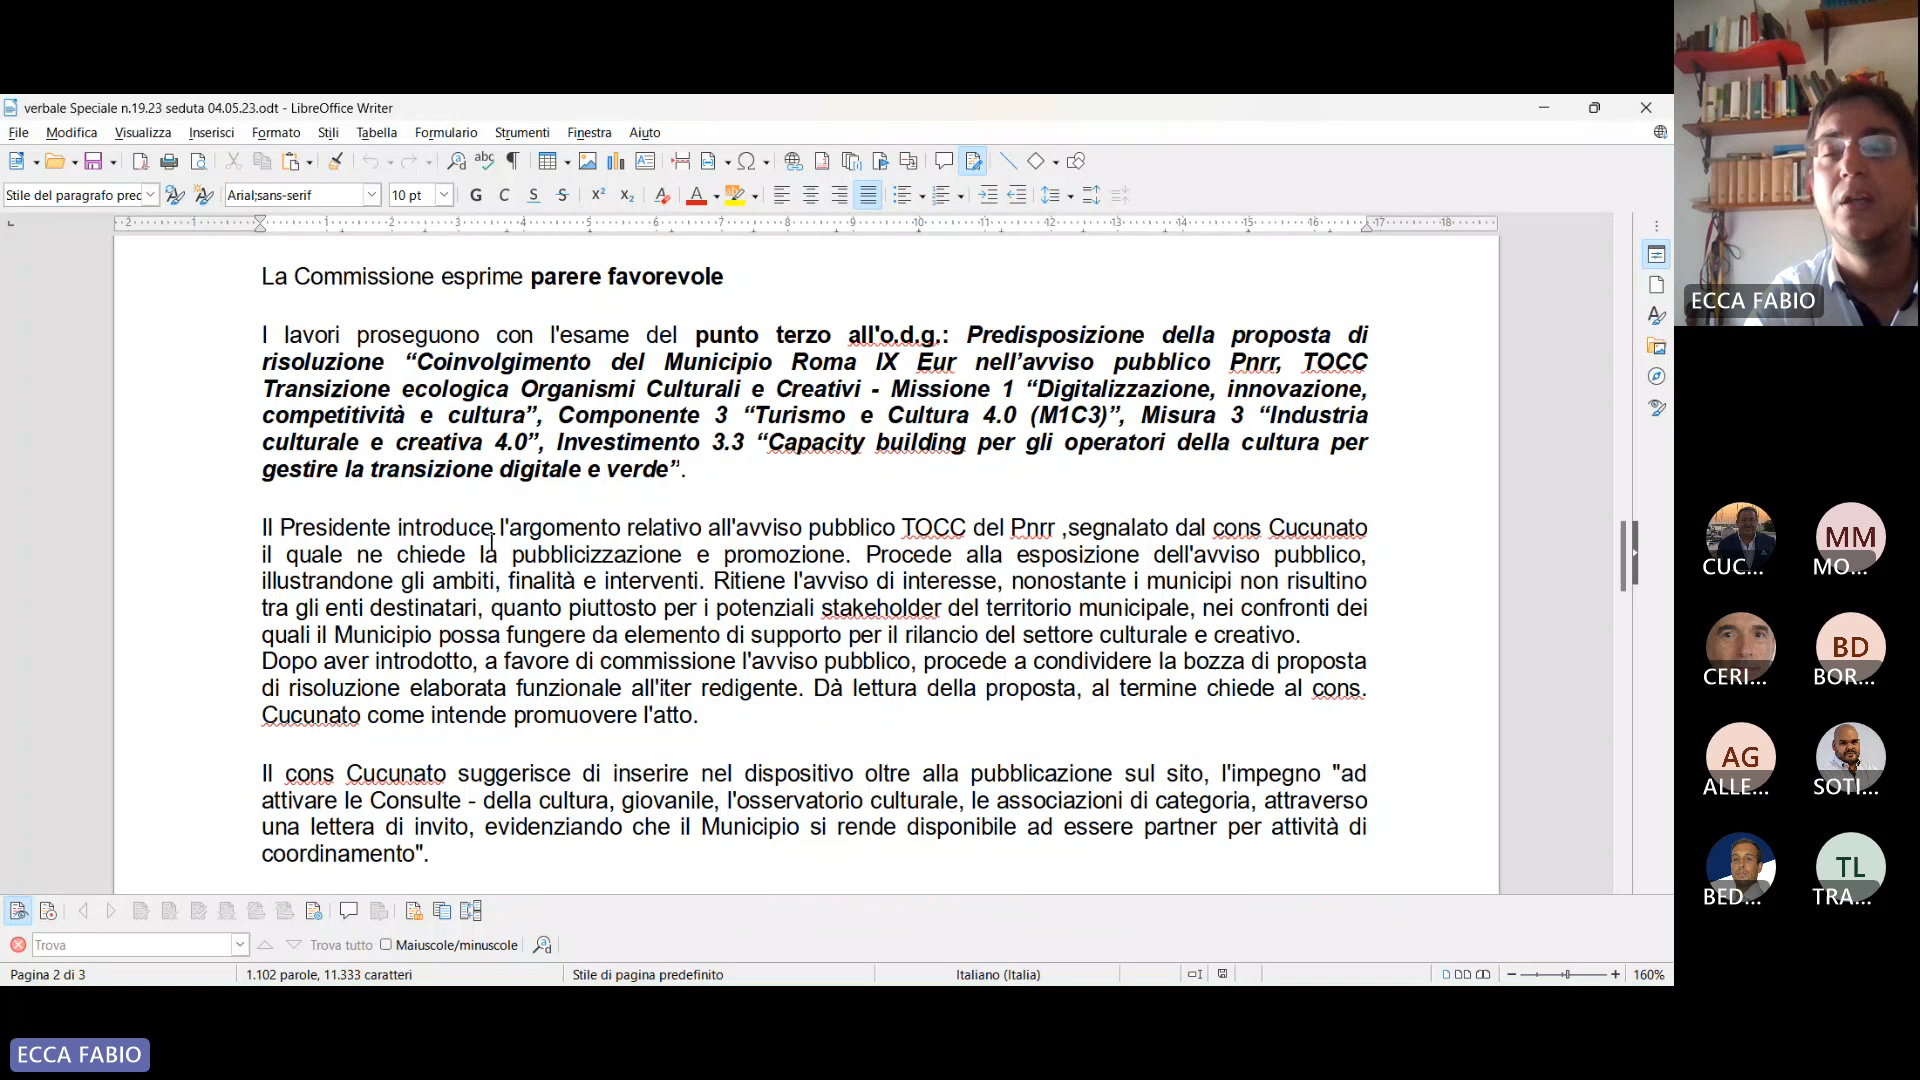 verbale Speciale n.19.23 seduta 04.05.23.odt - LibreOffice Writer
File Modifica Visualizza Inserisci Formato Stili Tabella Formulario Strumenti Finestra Aiuto
Stile del paragrafo prec Arial;sans-serif 10 pt
La Commissione esprime parere favorevole
I lavori proseguono con l'esame del punto terzo all'o.d.g.: Predisposizione della proposta di
risoluzione “Coinvolgimento del Municipio Roma IX Eur nell’avviso pubblico Pnrr, TOCC
Transizione ecologica Organismi Culturali e Creativi - Missione 1 “Digitalizzazione, innovazione,
competitività e cultura”, Componente 3 “Turismo e Cultura 4.0 (M1C3)”, Misura 3 “Industria
culturale e creativa 4.0”, Investimento 3.3 “Capacity building per gli operatori della cultura per
gestire la transizione digitale e verde”.
Il Presidente introduce l'argomento relativo all'avviso pubblico TOCC del Pnrr ,segnalato dal cons Cucunato
il quale ne chiede la pubblicizzazione e promozione. Procede alla esposizione dell'avviso pubblico,
illustrandone gli ambiti, finalità e interventi. Ritiene l'avviso di interesse, nonostante i municipi non risultino
tra gli enti destinatari, quanto piuttosto per i potenziali stakeholder del territorio municipale, nei confronti dei
quali il Municipio possa fungere da elemento di supporto per il rilancio del settore culturale e creativo.
Dopo aver introdotto, a favore di commissione l'avviso pubblico, procede a condividere la bozza di proposta
di risoluzione elaborata funzionale all'iter redigente. Dà lettura della proposta, al termine chiede al cons.
Cucunato come intende promuovere l'atto.
Il cons Cucunato suggerisce di inserire nel dispositivo oltre alla pubblicazione sul sito, l'impegno "ad
attivare le Consulte - della cultura, giovanile, l'osservatorio culturale, le associazioni di categoria, attraverso
una lettera di invito, evidenziando che il Municipio si rende disponibile ad essere partner per attività di
coordinamento".
Trova Trova tutto Maiuscole/minuscole
Pagina 2 di 3 1.102 parole, 11.333 caratteri Stile di pagina predefinito Italiano (Italia) 160%
ECCA FABIO
ECCA FABIO
MM
CUC... MO...
BD
CERI... BOR...
AG
ALLE... SOTI...
TL
BED... TRA...